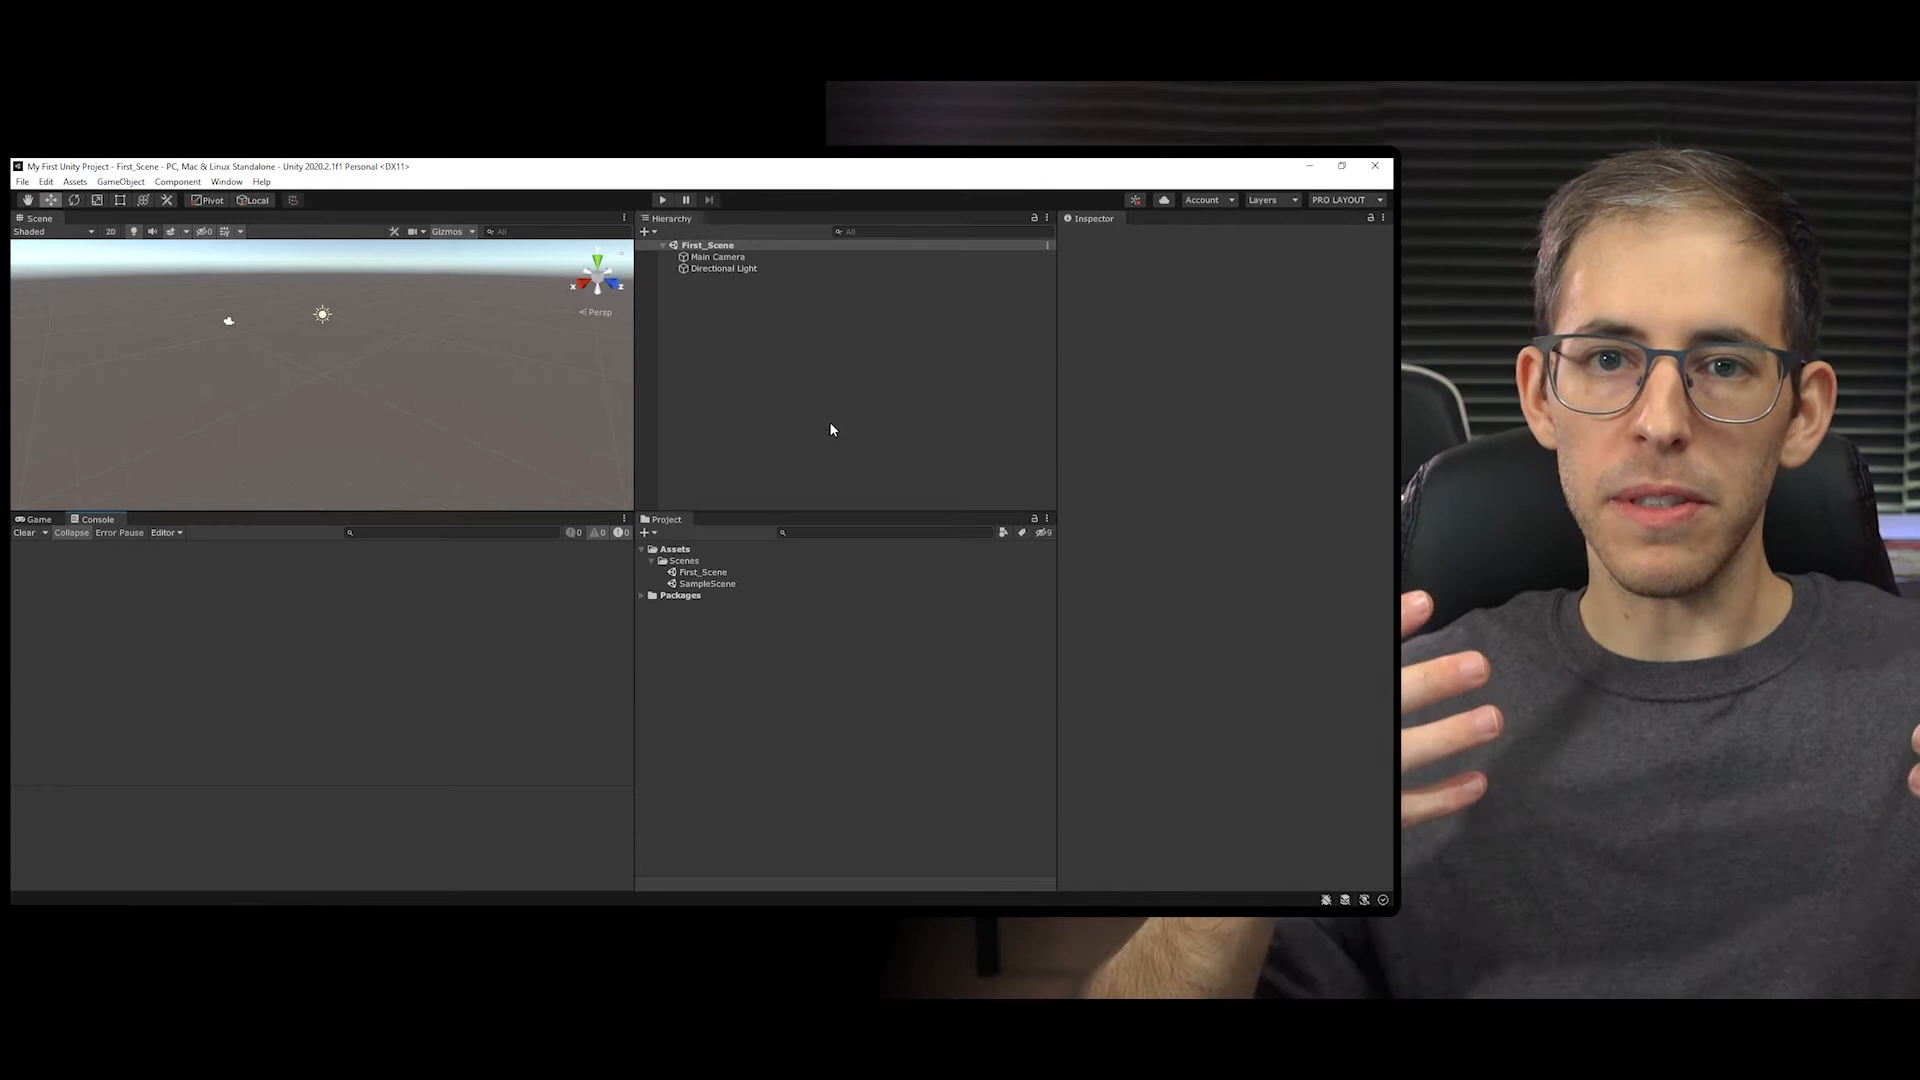 My First Unity Project - First_Scene - PC, Mac & Linux Standalone - Unity 2020.2.1f1 Personal <DX11>
File Edit Assets GameObject Component Window Help
Pivot Local Account Layers PRO LAYOUT
Scene
Shaded 2D Gizmos All
Y
X Z
Persp
Hierarchy
All
First_Scene
Main Camera
Directional Light
Inspector
Game Console
Clear Collapse Error Pause Editor 0 0 0
Project
9
Assets
Scenes
First_Scene
SampleScene
Packages